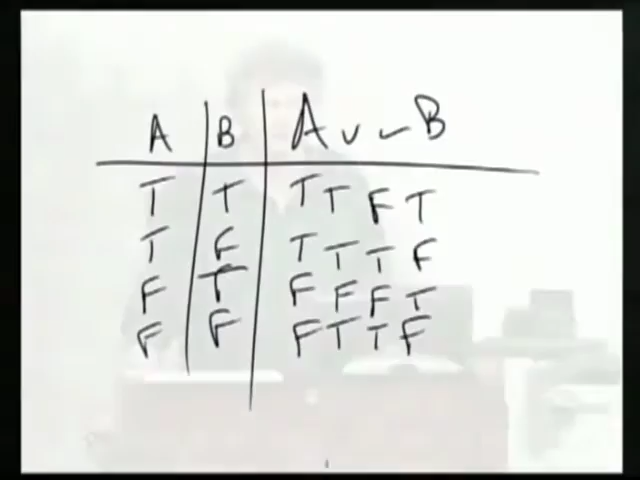 A B A ∨ ~B
T T T T F T
T F T T T F
F T F F F T
F F F T T F